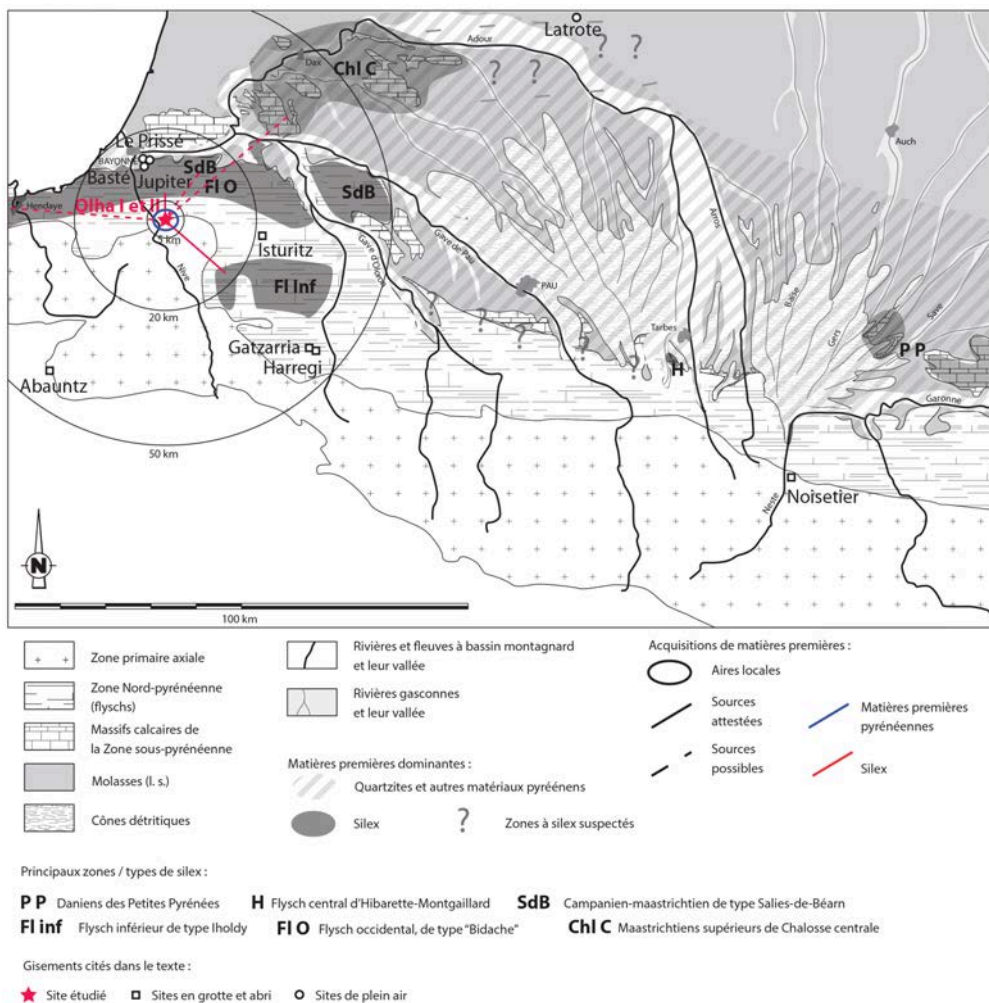 Latrote
Adour
Dax
Chl C
Le Prissé
BAYONNE
Basté
Jupiter
SdB
Fl O
SdB
Auch
Hendaye
Olha I et II
5 km
Isturitz
Nive
Fl Inf
Gave d'Oloron
Gave de Pau
Arros
PAU
Baïse
Gers
Save
Tarbes
P P
H
20 km
Gatzarria
Harregi
Abauntz
Garonne
50 km
Noisetier
Neste
N
100 km
Zone primaire axiale
Zone Nord-pyrénéenne
(flyschs)
Massifs calcaires de
la Zone sous-pyrénéenne
Molasses (l. s.)
Cônes détritiques
Rivières et fleuves à bassin montagnard
et leur vallée
Rivières gasconnes
et leur vallée
Matières premières dominantes :
Quartzites et autres matériaux pyréénens
Silex
? Zones à silex suspectés
Acquisitions de matières premières :
Aires locales
Sources
attestées
Sources
possibles
Matières premières
pyrénéennes
Silex
Principaux zones / types de silex :
P P Daniens des Petites Pyrénées H Flysch central d'Hibarette-Montgaillard SdB Campanien-maastrichtien de type Salies-de-Béarn
Fl inf Flysch inférieur de type Iholdy Fl O Flysch occidental, de type "Bidache" Chl C Maastrichtiens supérieurs de Chalosse centrale
Gisements cités dans le texte :
Site étudié Sites en grotte et abri Sites de plein air